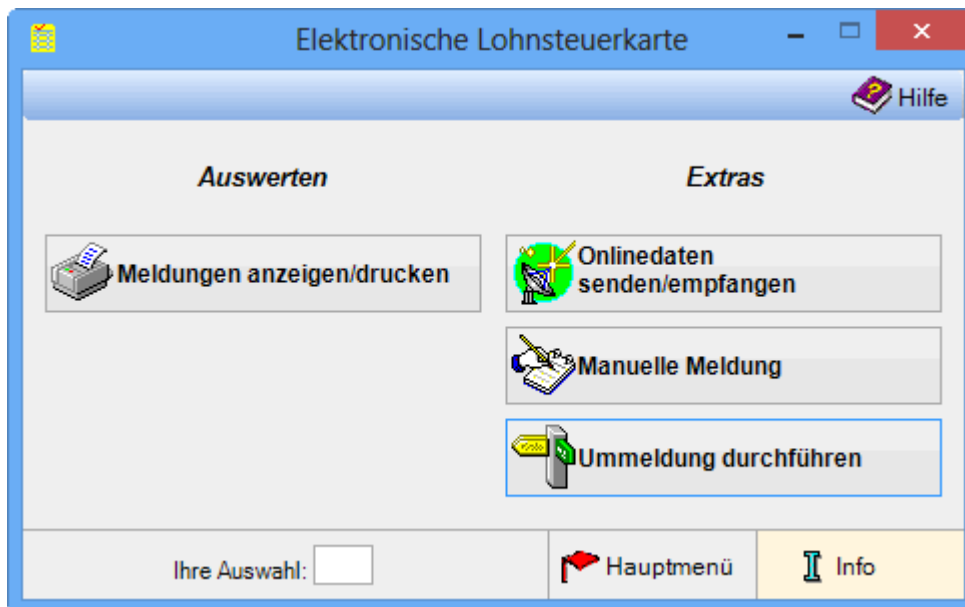 Elektronische Lohnsteuerkarte
Hilfe
Auswerten
Extras
Meldungen anzeigen/drucken
Onlinedaten
senden/empfangen
Manuelle Meldung
Ummeldung durchführen
Ihre Auswahl:
Hauptmenü
Info